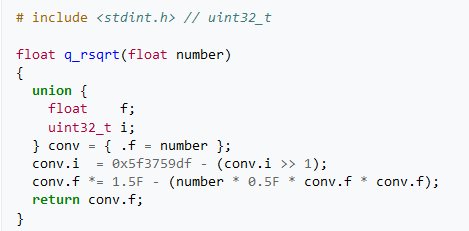 # include <stdint.h> // uint32_t
float q_rsqrt(float number)
{
  union {
    float    f;
    uint32_t i;
  } conv = { .f = number };
  conv.i  = 0x5f3759df - (conv.i >> 1);
  conv.f *= 1.5F - (number * 0.5F * conv.f * conv.f);
  return conv.f;
}